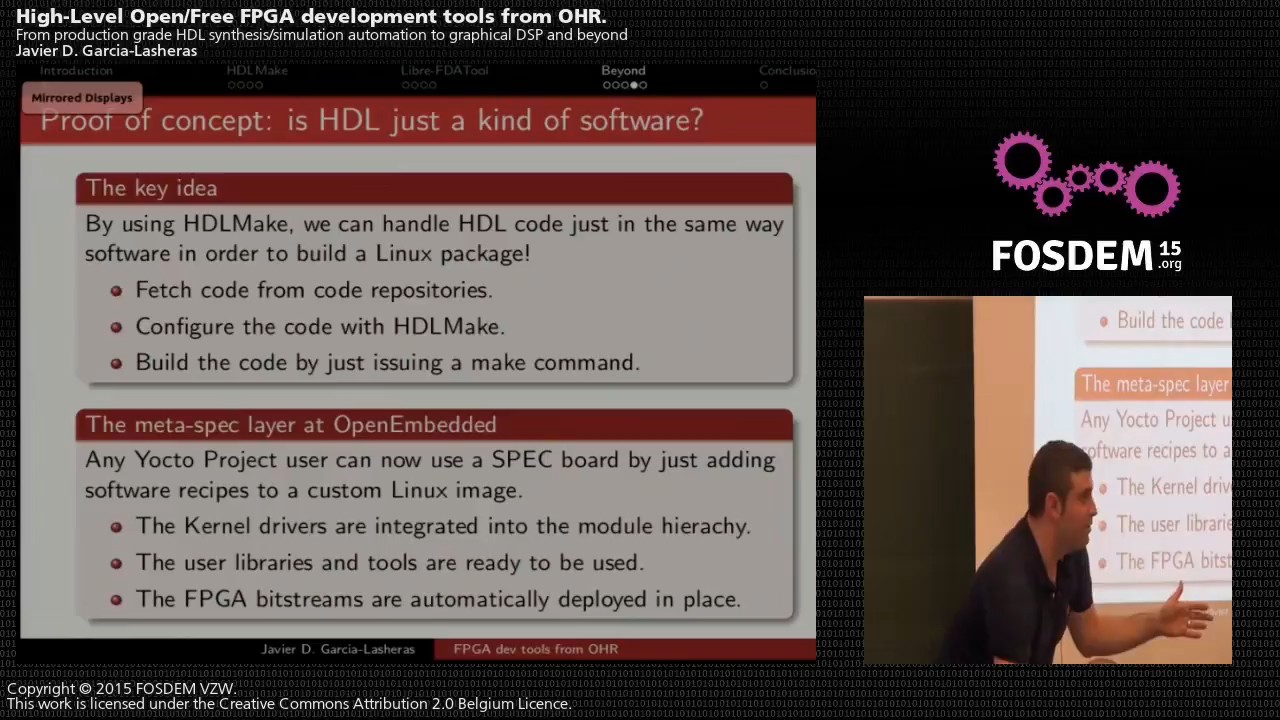 High-Level Open/Free FPGA development tools from OHR.
From production grade HDL synthesis/simulation automation to graphical DSP and beyond
Javier D. Garcia-Lasheras
Introduction HDLMake Libre-FDATool Beyond Conclusio
Mirrored Displays
Proof of concept: is HDL just a kind of software?
The key idea
By using HDLMake, we can handle HDL code just in the same way
software in order to build a Linux package!
Fetch code from code repositories.
Configure the code with HDLMake.
Build the code by just issuing a make command.
The meta-spec layer at OpenEmbedded
Any Yocto Project user can now use a SPEC board by just adding
software recipes to a custom Linux image.
The Kernel drivers are integrated into the module hierachy.
The user libraries and tools are ready to be used.
The FPGA bitstreams are automatically deployed in place.
Javier D. Garcia-Lasheras FPGA dev tools from OHR
FOSDEM 15 .org
Build the code
The meta-spec layer
Any Yocto Project u
software recipes to a
The Kernel driv
The user librarie
The FPGA bitst
Copyright © 2015 FOSDEM VZW.
This work is licensed under the Creative Commons Attribution 2.0 Belgium Licence.